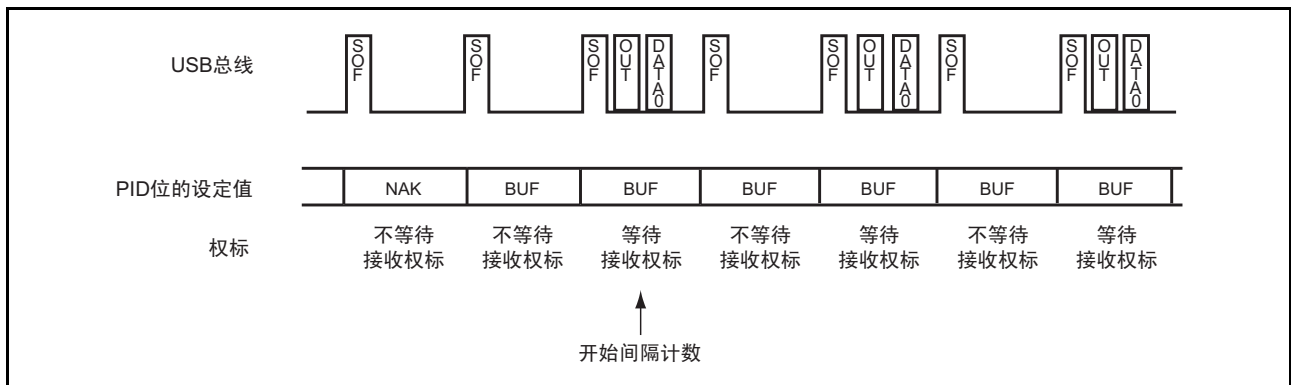 USB总线
SOF SOF SOF OUT DATA0 SOF SOF OUT DATA0 SOF SOF OUT DATA0
PID位的设定值
NAK BUF BUF BUF BUF BUF BUF
权标
不等待 不等待 等待 不等待 等待 不等待 等待
接收权标 接收权标 接收权标 接收权标 接收权标 接收权标 接收权标
开始间隔计数